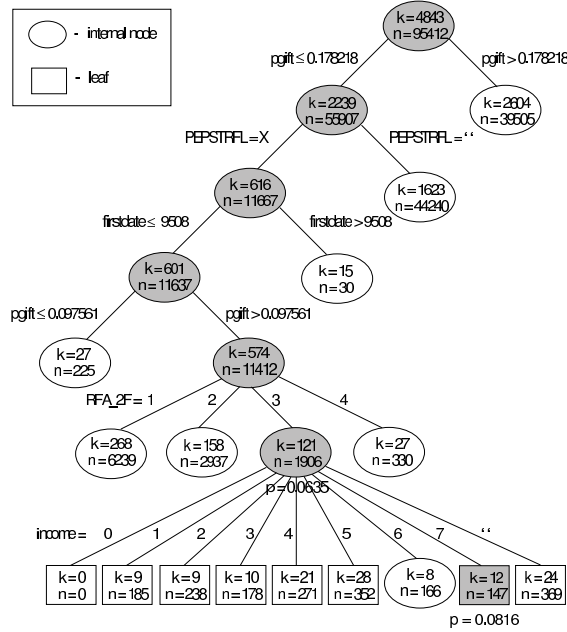 k=4843
- internal node
n=95412
pgift≤0.178218
pgift>0.178218
- leaf
k=2239
n=55907
k=2604
n=39505
PEPSTRFL=X
PEPSTRFL=‘‘
k=616
n=11667
k=1623
n=44240
firstdate≤ 9508
firstdate>9508
k=601
n=11637
k=15
n=30
pgift≤0.097561
pgift>0.097561
k=27
n=225
k=574
n=11412
RFA_2F= 1 2 3 4
k=268
n=6239
k=158
n=2937
k=121
n=1906
k=27
n=330
p=0.0635
income= 0 1 2 3 4 5 6 7 ‘‘
k=0
n=0
k=9
n=185
k=9
n=238
k=10
n=178
k=21
n=271
k=28
n=352
k=8
n=166
k=12
n=147
k=24
n=369
p=0.0816